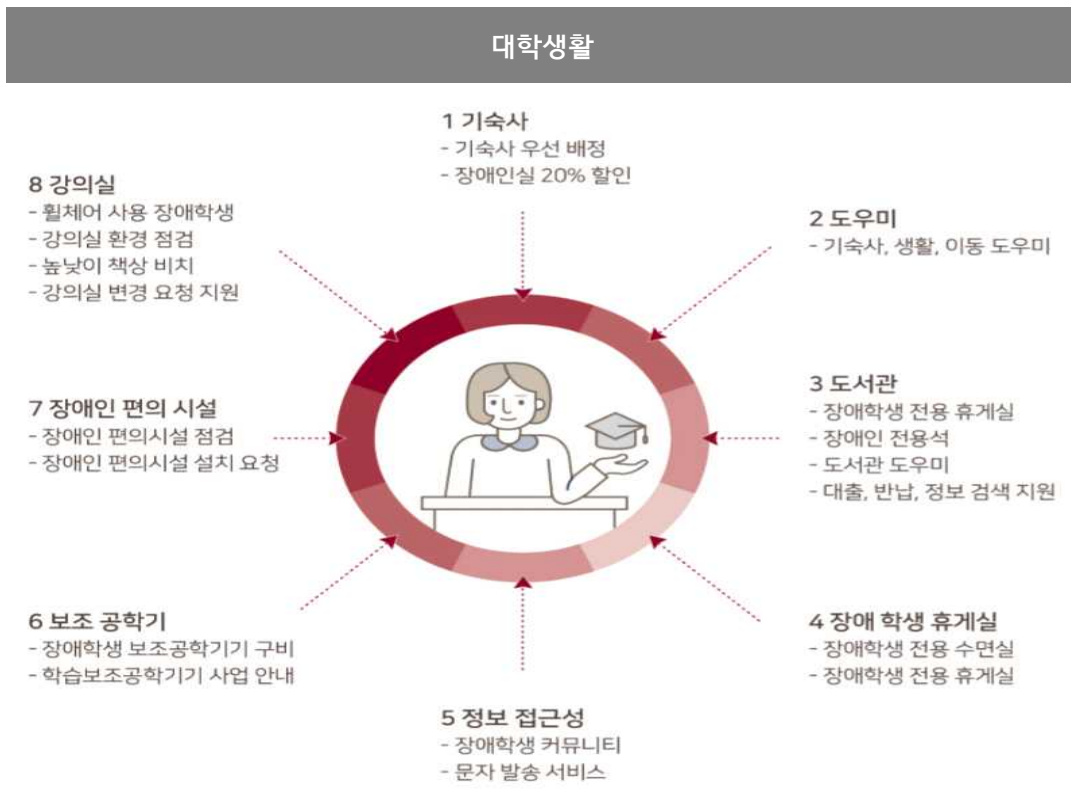 대학생활
1 기숙사
- 기숙사 우선 배정
- 장애인실 20% 할인
2 도우미
- 기숙사, 생활, 이동 도우미
3 도서관
- 장애학생 전용 휴게실
- 장애인 전용석
- 도서관 도우미
- 대출, 반납, 정보 검색 지원
4 장애 학생 휴게실
- 장애학생 전용 수면실
- 장애학생 전용 휴게실
5 정보 접근성
- 장애학생 커뮤니티
- 문자 발송 서비스
6 보조 공학기
- 장애학생 보조공학기기 구비
- 학습보조공학기기 사업 안내
7 장애인 편의 시설
- 장애인 편의시설 점검
- 장애인 편의시설 설치 요청
8 강의실
- 휠체어 사용 장애학생
- 강의실 환경 점검
- 높낮이 책상 비치
- 강의실 변경 요청 지원